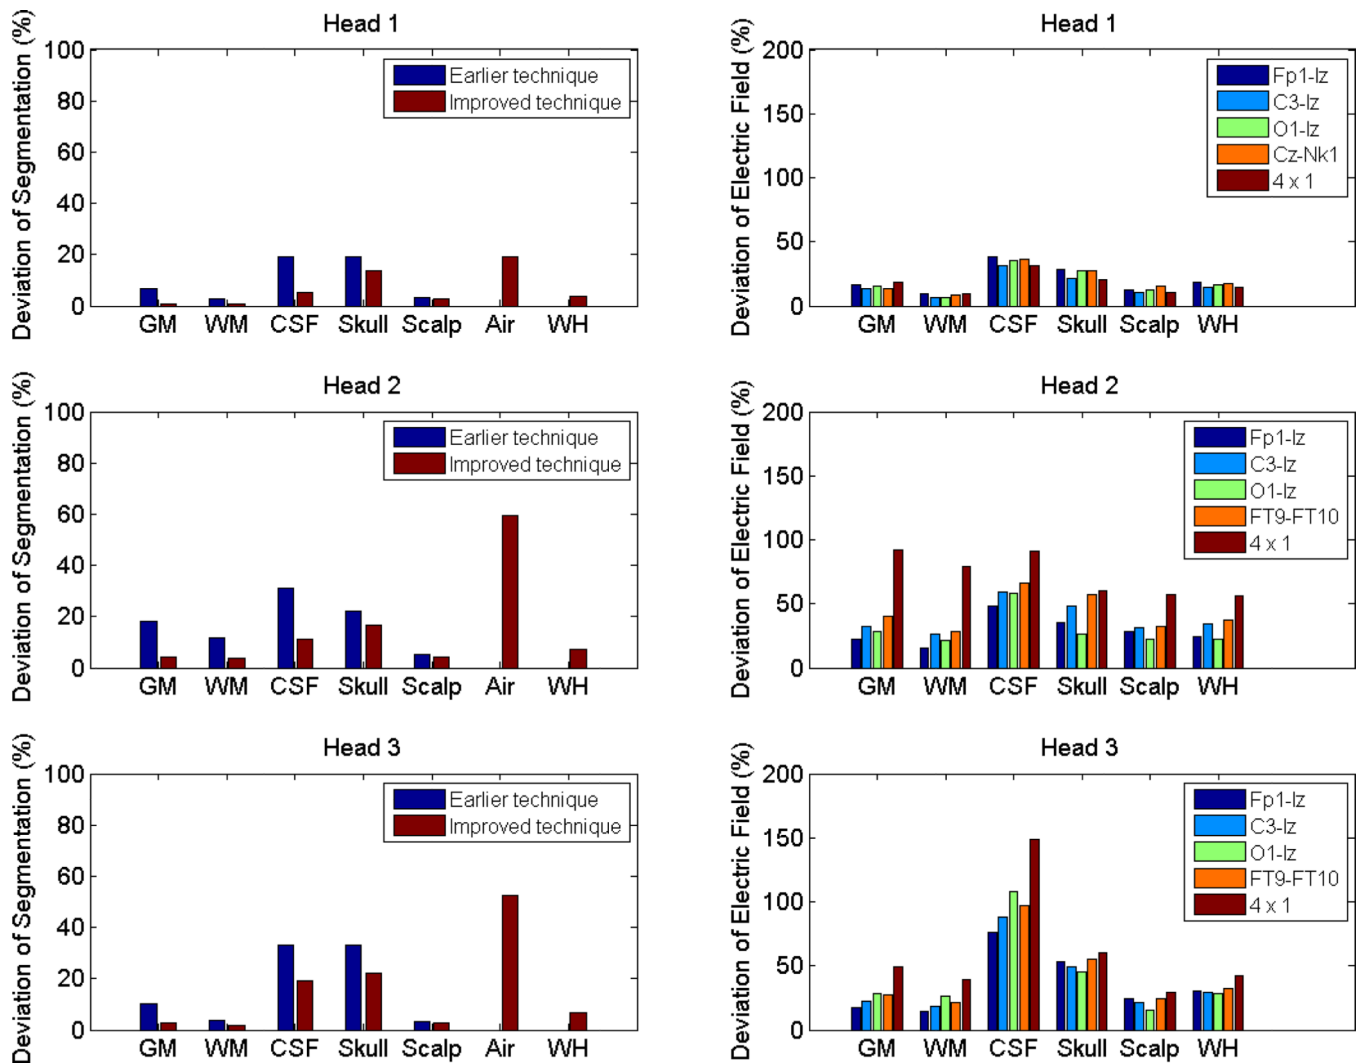 Head 1
Deviation of Segmentation (%)
100
80
60
40
20
0
Earlier technique
Improved technique
GM WM CSF Skull Scalp Air WH
Head 1
Deviation of Electric Field (%)
200
150
100
50
0
Fp1-Iz
C3-Iz
O1-Iz
Cz-Nk1
4 x 1
GM WM CSF Skull Scalp WH
Head 2
Deviation of Segmentation (%)
100
80
60
40
20
0
Earlier technique
Improved technique
GM WM CSF Skull Scalp Air WH
Head 2
Deviation of Electric Field (%)
200
150
100
50
0
Fp1-Iz
C3-Iz
O1-Iz
FT9-FT10
4 x 1
GM WM CSF Skull Scalp WH
Head 3
Deviation of Segmentation (%)
100
80
60
40
20
0
Earlier technique
Improved technique
GM WM CSF Skull Scalp Air WH
Head 3
Deviation of Electric Field (%)
200
150
100
50
0
Fp1-Iz
C3-Iz
O1-Iz
FT9-FT10
4 x 1
GM WM CSF Skull Scalp WH